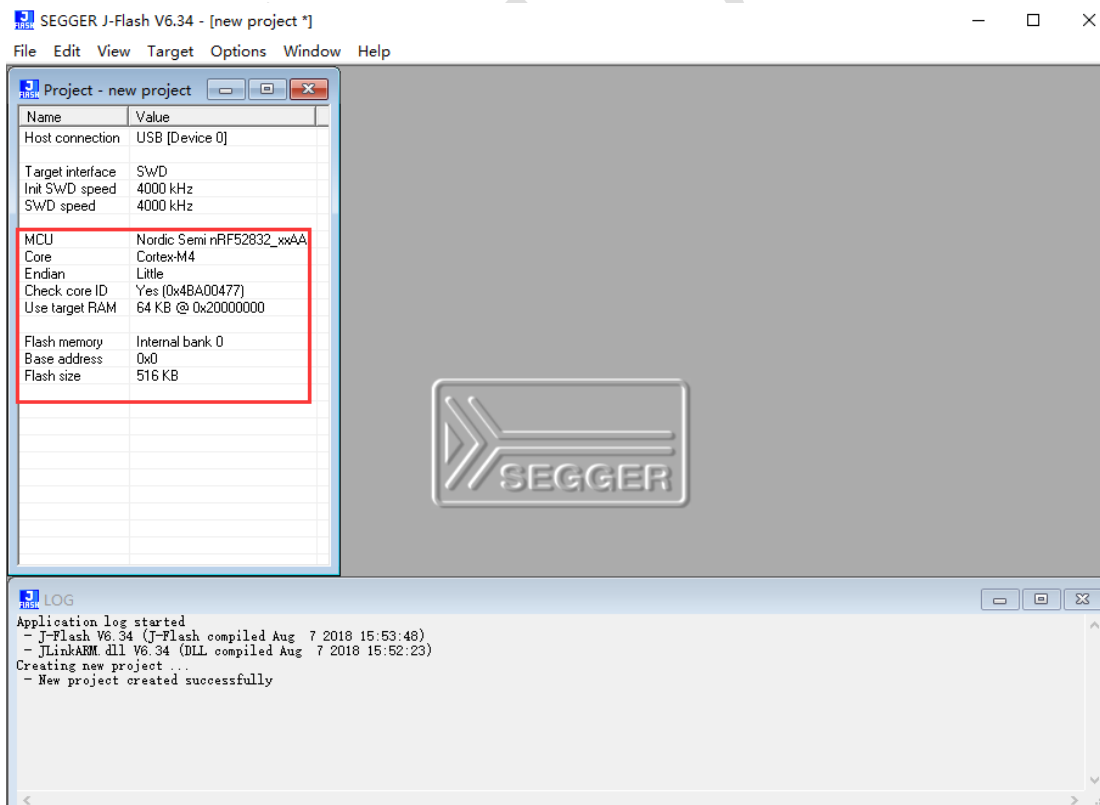 SEGGER J-Flash V6.34 - [new project *]
File Edit View Target Options Window Help
Project - new project
Name Value
Host connection USB [Device 0]
Target interface SWD
Init SWD speed 4000 kHz
SWD speed 4000 kHz
MCU Nordic Semi nRF52832_xxAA
Core Cortex-M4
Endian Little
Check core ID Yes (0x4BA00477)
Use target RAM 64 KB @ 0x20000000
Flash memory Internal bank 0
Base address 0x0
Flash size 516 KB
SEGGER
LOG
Application log started
- J-Flash V6.34 (J-Flash compiled Aug 7 2018 15:53:48)
- JLinkARM.dll V6.34 (DLL compiled Aug 7 2018 15:52:23)
Creating new project ...
- New project created successfully